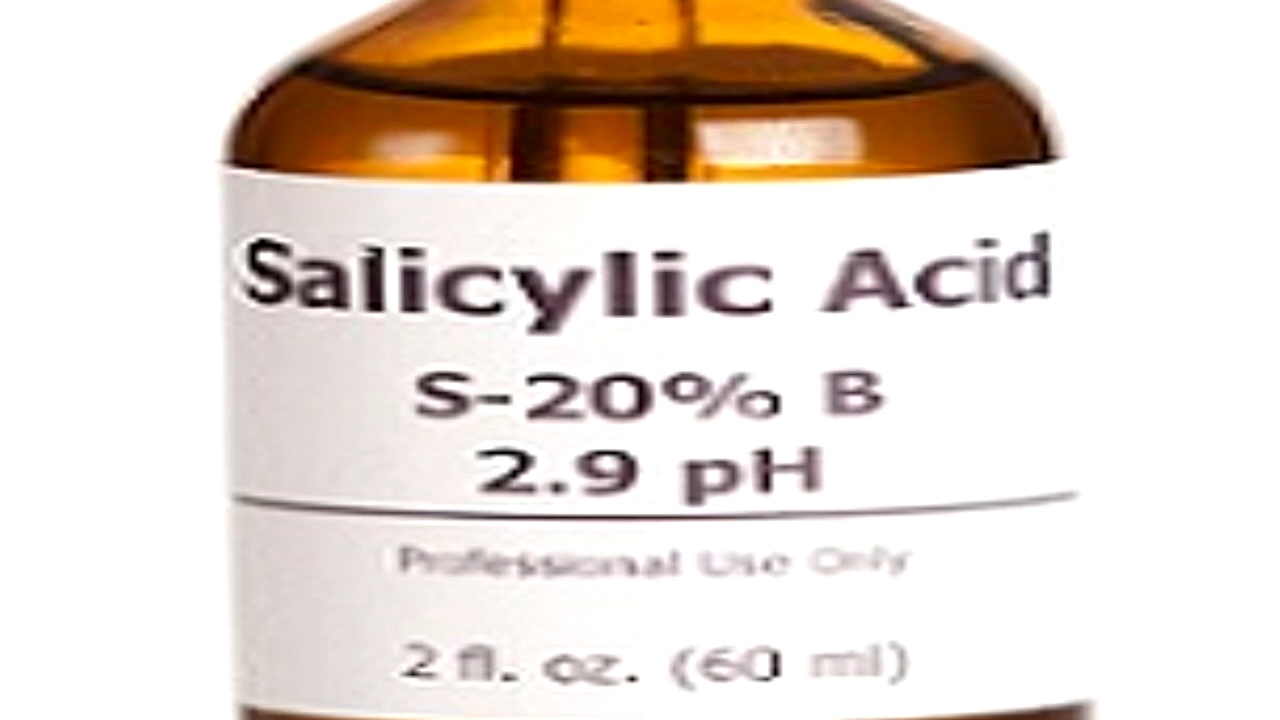 Salicylic Acid
S-20% B
2.9 pH
Professional Use Only
2 fl. oz. (60 ml)